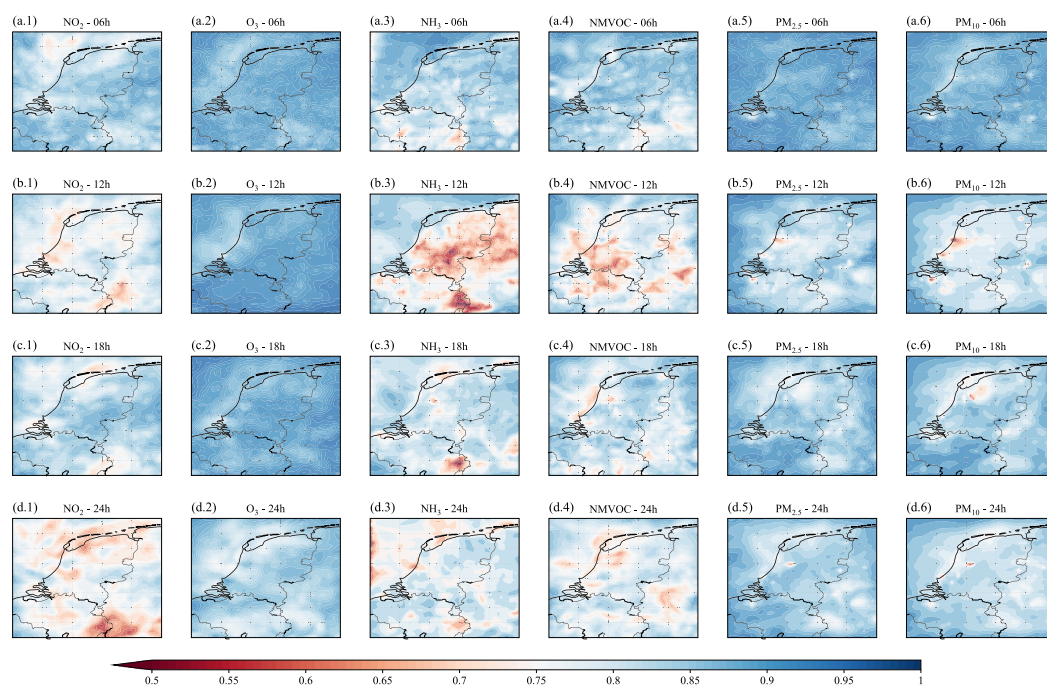 (a.1) NO₂ - 06h (a.2) O₃ - 06h (a.3) NH₃ - 06h (a.4) NMVOC - 06h (a.5) PM₂.₅ - 06h (a.6) PM₁₀ - 06h
(b.1) NO₂ - 12h (b.2) O₃ - 12h (b.3) NH₃ - 12h (b.4) NMVOC - 12h (b.5) PM₂.₅ - 12h (b.6) PM₁₀ - 12h
(c.1) NO₂ - 18h (c.2) O₃ - 18h (c.3) NH₃ - 18h (c.4) NMVOC - 18h (c.5) PM₂.₅ - 18h (c.6) PM₁₀ - 18h
(d.1) NO₂ - 24h (d.2) O₃ - 24h (d.3) NH₃ - 24h (d.4) NMVOC - 24h (d.5) PM₂.₅ - 24h (d.6) PM₁₀ - 24h
0.5 0.55 0.6 0.65 0.7 0.75 0.8 0.85 0.9 0.95 1